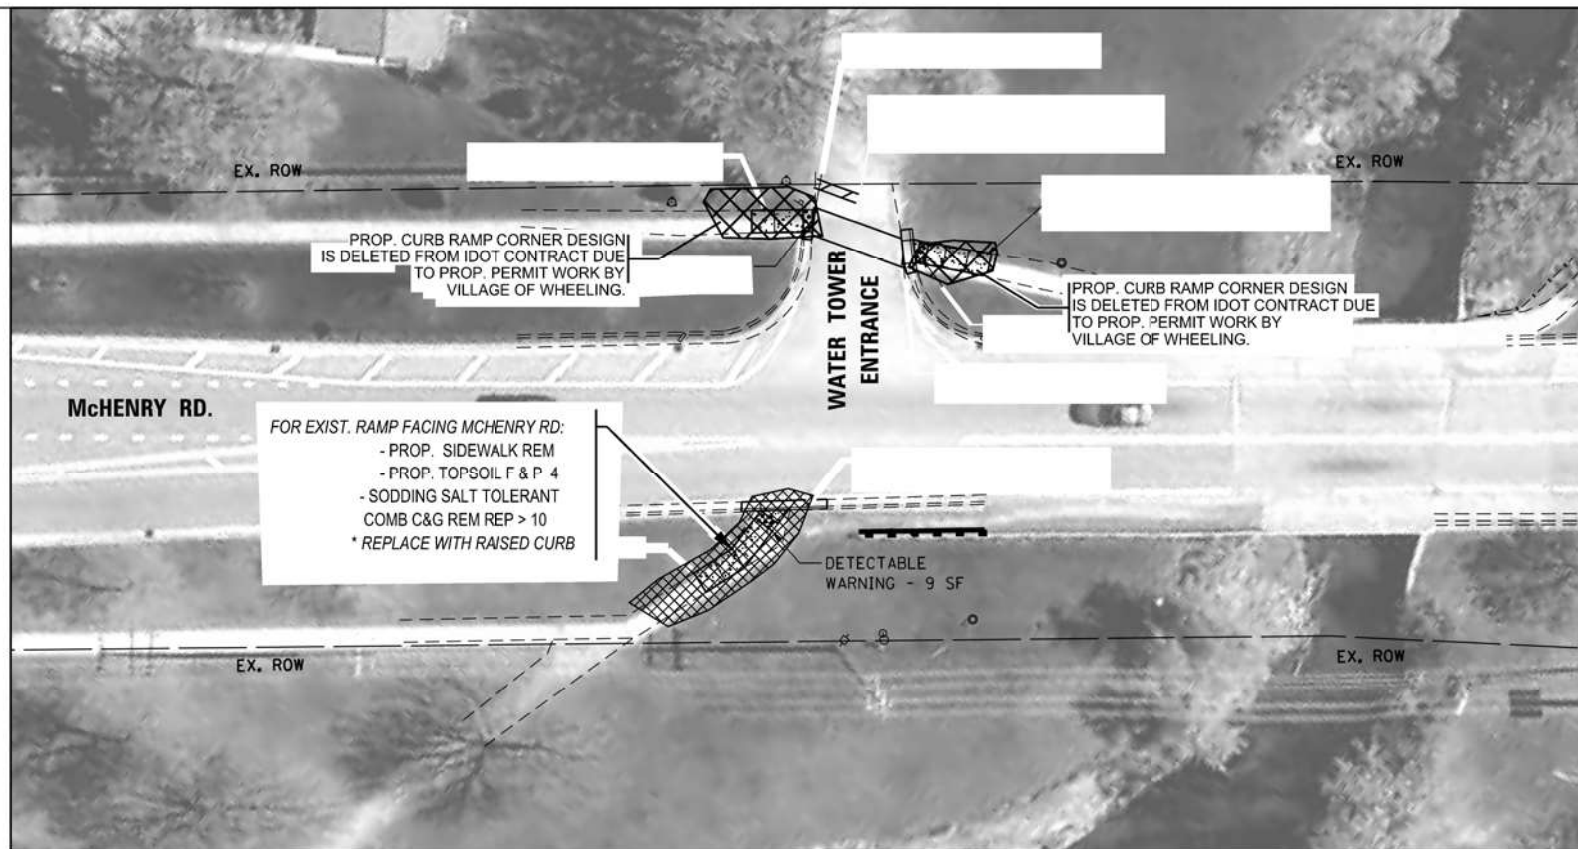 EX. ROW
EX. ROW
PROP. CURB RAMP CORNER DESIGN
IS DELETED FROM IDOT CONTRACT DUE
TO PROP. PERMIT WORK BY
VILLAGE OF WHEELING.
WATER TOWER
ENTRANCE
PROP. CURB RAMP CORNER DESIGN
IS DELETED FROM IDOT CONTRACT DUE
TO PROP. PERMIT WORK BY
VILLAGE OF WHEELING.
McHENRY RD.
FOR EXIST. RAMP FACING MCHENRY RD:
- PROP. SIDEWALK REM
- PROP. TOPSOIL F & P 4
- SODDING SALT TOLERANT
COMB C&G REM REP > 10
* REPLACE WITH RAISED CURB
DETECTABLE
WARNING - 9 SF
EX. ROW
EX. ROW